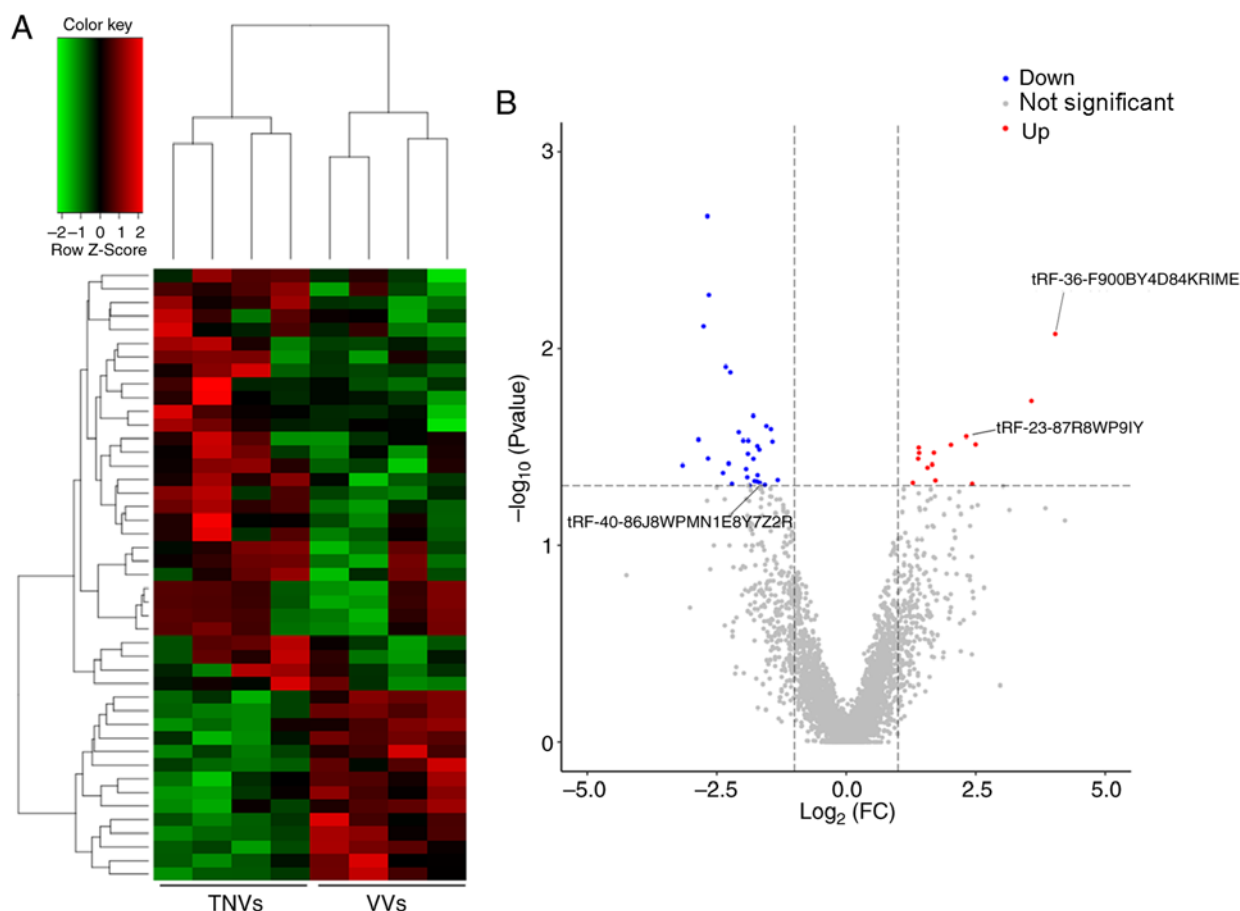 A
Color key
−2−1 0 1 2
Row Z-Score
TNVs
VVs
B
Down
Not significant
Up
3
2
1
0
−log10 (Pvalue)
tRF-36-F900BY4D84KRIME
tRF-23-87R8WP9IY
tRF-40-86J8WPMN1E8Y7Z2R
−5.0 −2.5 0.0 2.5 5.0
Log2 (FC)